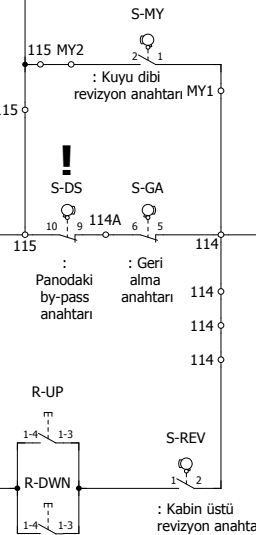 S-MY
115 MY2
2 1
: Kuyu dibi
revizyon anahtarı
MY1
115
!
S-DS
S-GA
10 9
114A
6 5
115
114
:
Panodaki
by-pass
anahtarı
: Geri
alma
anahtarı
114
114
114
R-UP
1-4 1-3
S-REV
R-DWN
1 2
1-4 1-3
: Kabin üstü
revizyon anahta